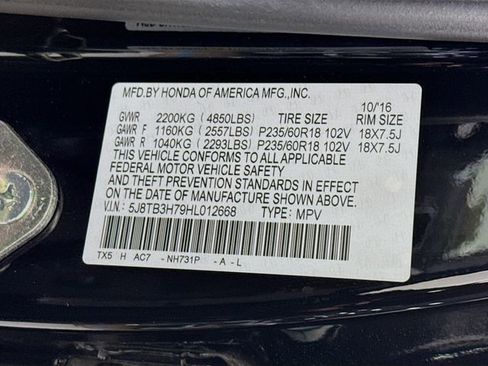 MFD.BY HONDA OF AMERICA MFG.,INC.
10/16
GVWR 2200KG (4850LBS) TIRE SIZE RIM SIZE
GAWR F 1160KG (2557LBS) P235/60R18 102V 18X7.5J
GAWR R 1040KG (2293LBS) P235/60R18 102V 18X7.5J
THIS VEHICLE CONFORMS TO ALL APPLICABLE
FEDERAL MOTOR VEHICLE SAFETY, BUMPER,
AND THEFT PREVENTION STANDARDS IN EFFECT
ON THE DATE OF MANUFACTURE SHOWN ABOVE.
V.I.N.: 5J8TB3H79HL012668 TYPE: MPV
TX5 H AC7 - NH731P - A - L